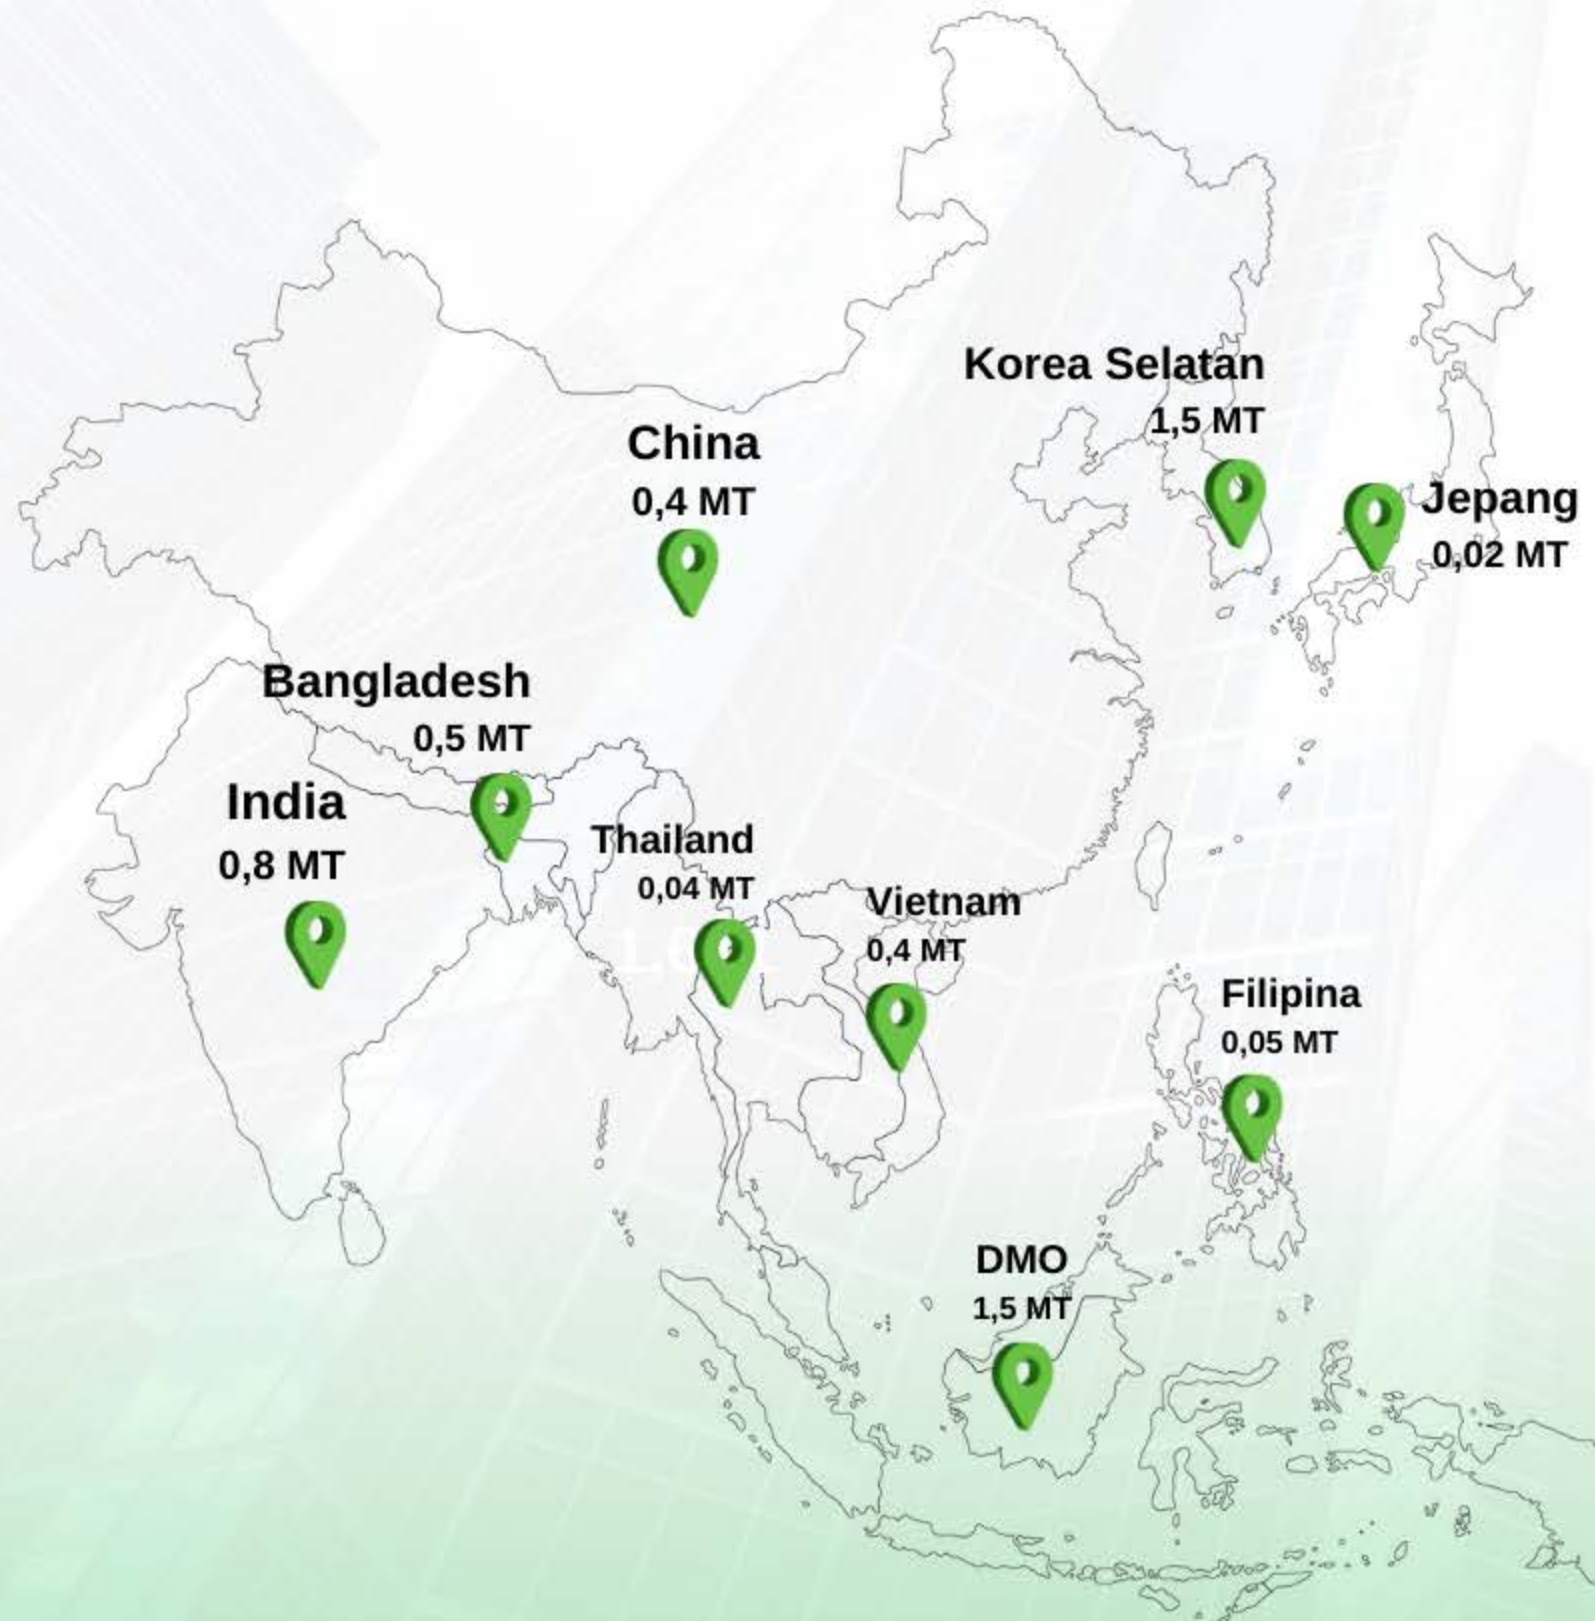 Korea Selatan
1,5 MT
China
0,4 MT
Jepang
0,02 MT
Bangladesh
0,5 MT
India
0,8 MT
Thailand
0,04 MT
Vietnam
0,4 MT
Filipina
0,05 MT
DMO
1,5 MT